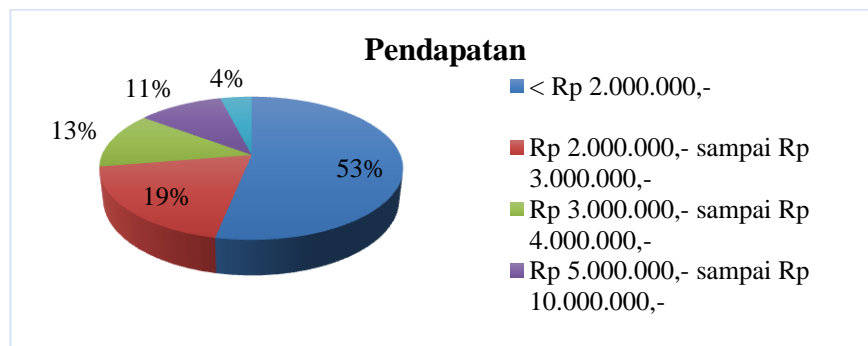 Pendapatan
4%
11%
13%
19%
53%
< Rp 2.000.000,-
Rp 2.000.000,- sampai Rp
3.000.000,-
Rp 3.000.000,- sampai Rp
4.000.000,-
Rp 5.000.000,- sampai Rp
10.000.000,-